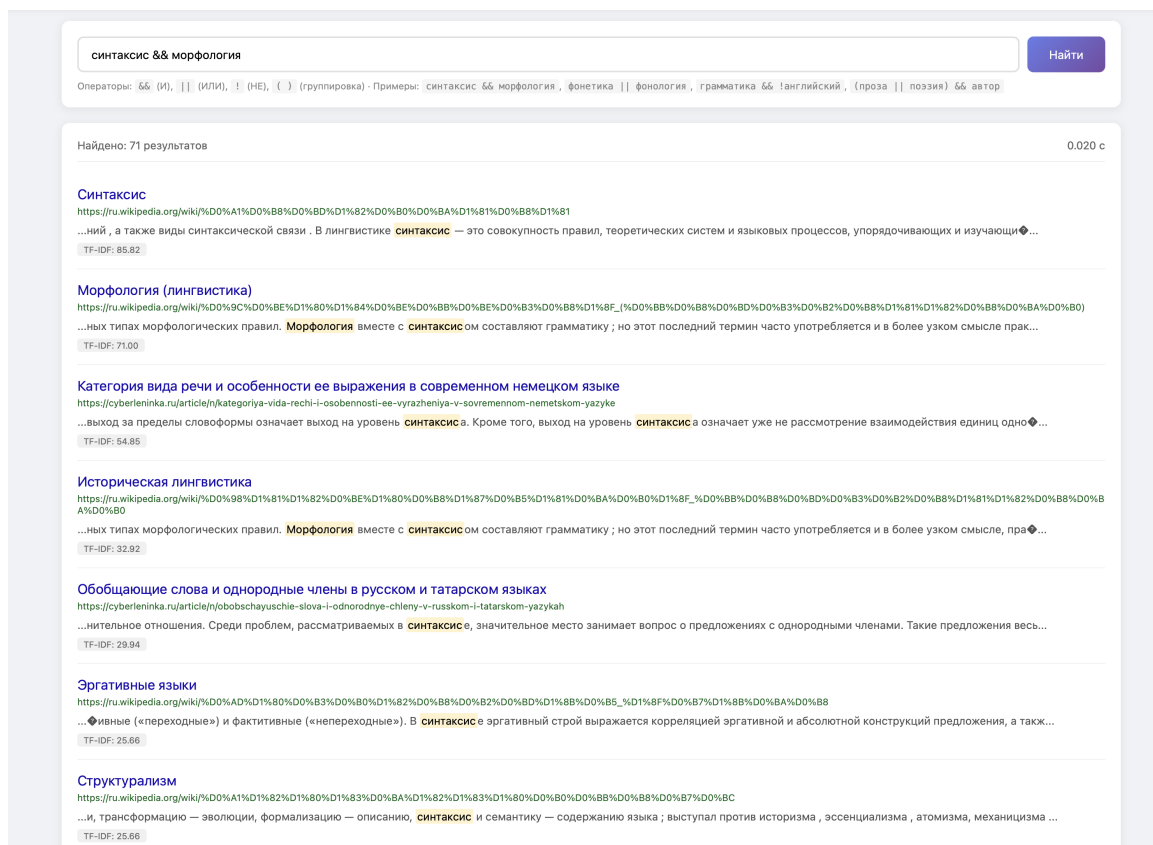 синтаксис && морфология
Найти
Операторы: && (И), || (ИЛИ), ! (НЕ), ( ) (группировка) · Примеры: синтаксис && морфология , фонетика || фонология , грамматика && !английский , (проза || поэзия) && автор
Найдено: 71 результатов
0.020 с
Синтаксис
https://ru.wikipedia.org/wiki/%D0%A1%D0%B8%D0%BD%D1%82%D0%B0%D0%BA%D1%81%D0%B8%D1%81
...ний , а также виды синтаксической связи . В лингвистике синтаксис — это совокупность правил, теоретических систем и языковых процессов, упорядочивающих и изучающи�...
TF-IDF: 85.82
Морфология (лингвистика)
https://ru.wikipedia.org/wiki/%D0%9C%D0%BE%D1%80%D1%84%D0%BE%D0%BB%D0%BE%D0%B3%D0%B8%D1%8F_(%D0%BB%D0%B8%D0%BD%D0%B3%D0%B2%D0%B8%D1%81%D1%82%D0%B8%D0%BA%D0%B0)
...ных типах морфологических правил. Морфология вместе с синтаксисом составляют грамматику ; но этот последний термин часто употребляется и в более узком смысле прак...
TF-IDF: 71.00
Категория вида речи и особенности ее выражения в современном немецком языке
https://cyberleninka.ru/article/n/kategoriya-vida-rechi-i-osobennosti-ee-vyrazheniya-v-sovremennom-nemetskom-yazyke
...выход за пределы словоформы означает выход на уровень синтаксиса. Кроме того, выход на уровень синтаксиса означает уже не рассмотрение взаимодействия единиц одно�...
TF-IDF: 54.85
Историческая лингвистика
https://ru.wikipedia.org/wiki/%D0%98%D1%81%D1%82%D0%BE%D1%80%D0%B8%D1%87%D0%B5%D1%81%D0%BA%D0%B0%D1%8F_%D0%BB%D0%B8%D0%BD%D0%B3%D0%B2%D0%B8%D1%81%D1%82%D0%B8%D0%B
A%D0%B0
...ных типах морфологических правил. Морфология вместе с синтаксисом составляют грамматику ; но этот последний термин часто употребляется и в более узком смысле, пра�...
TF-IDF: 32.92
Обобщающие слова и однородные члены в русском и татарском языках
https://cyberleninka.ru/article/n/obobschayuschie-slova-i-odnorodnye-chleny-v-russkom-i-tatarskom-yazykah
...нительное отношения. Среди проблем, рассматриваемых в синтаксисе, значительное место занимает вопрос о предложениях с однородными членами. Такие предложения весь...
TF-IDF: 29.94
Эргативные языки
https://ru.wikipedia.org/wiki/%D0%AD%D1%80%D0%B3%D0%B0%D1%82%D0%B8%D0%B2%D0%BD%D1%8B%D0%B5_%D1%8F%D0%B7%D1%8B%D0%BA%D0%B8
...�ивные («переходные») и фактитивные («непереходные»). В синтаксисе эргативный строй выражается корреляцией эргативной и абсолютной конструкций предложения, а такж...
TF-IDF: 25.66
Структурализм
https://ru.wikipedia.org/wiki/%D0%A1%D1%82%D1%80%D1%83%D0%BA%D1%82%D1%83%D1%80%D0%B0%D0%BB%D0%B8%D0%B7%D0%BC
...и, трансформацию — эволюции, формализацию — описанию, синтаксис и семантику — содержанию языка ; выступал против историзма , эссенциализма , атомизма, механицизма ...
TF-IDF: 25.66